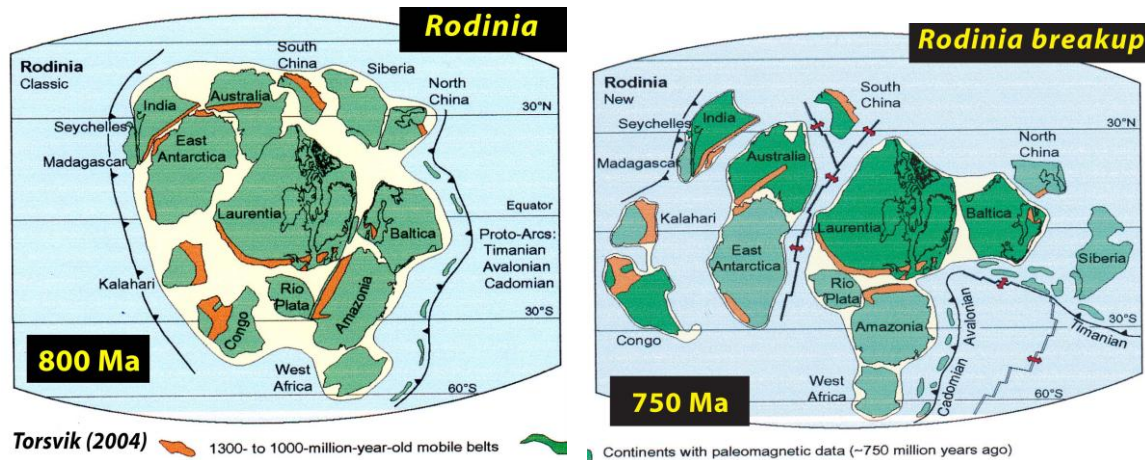 Rodinia
Rodinia
Classic
South
China
Siberia
North
China
30°N
India
Australia
Seychelles
East
Antarctica
Madagascar
Laurentia
Equator
Baltica
Proto-Arcs:
Timanian
Avalonian
Cadomian
Kalahari
Rio
Plata
Amazonia
Congo
30°S
800 Ma
West
Africa
60°S
Torsvik (2004)
1300- to 1000-million-year-old mobile belts
Rodinia breakup
Rodinia
New
South
China
30°N
India
Seychelles
Australia
North
China
Madagascar
Kalahari
Laurentia
Baltica
East
Antarctica
Siberia
Rio
Plata
Amazonia
Avalonian
30°S
Timanian
Congo
West
Africa
Cadomian
60°S
750 Ma
Continents with paleomagnetic data (~750 million years ago)